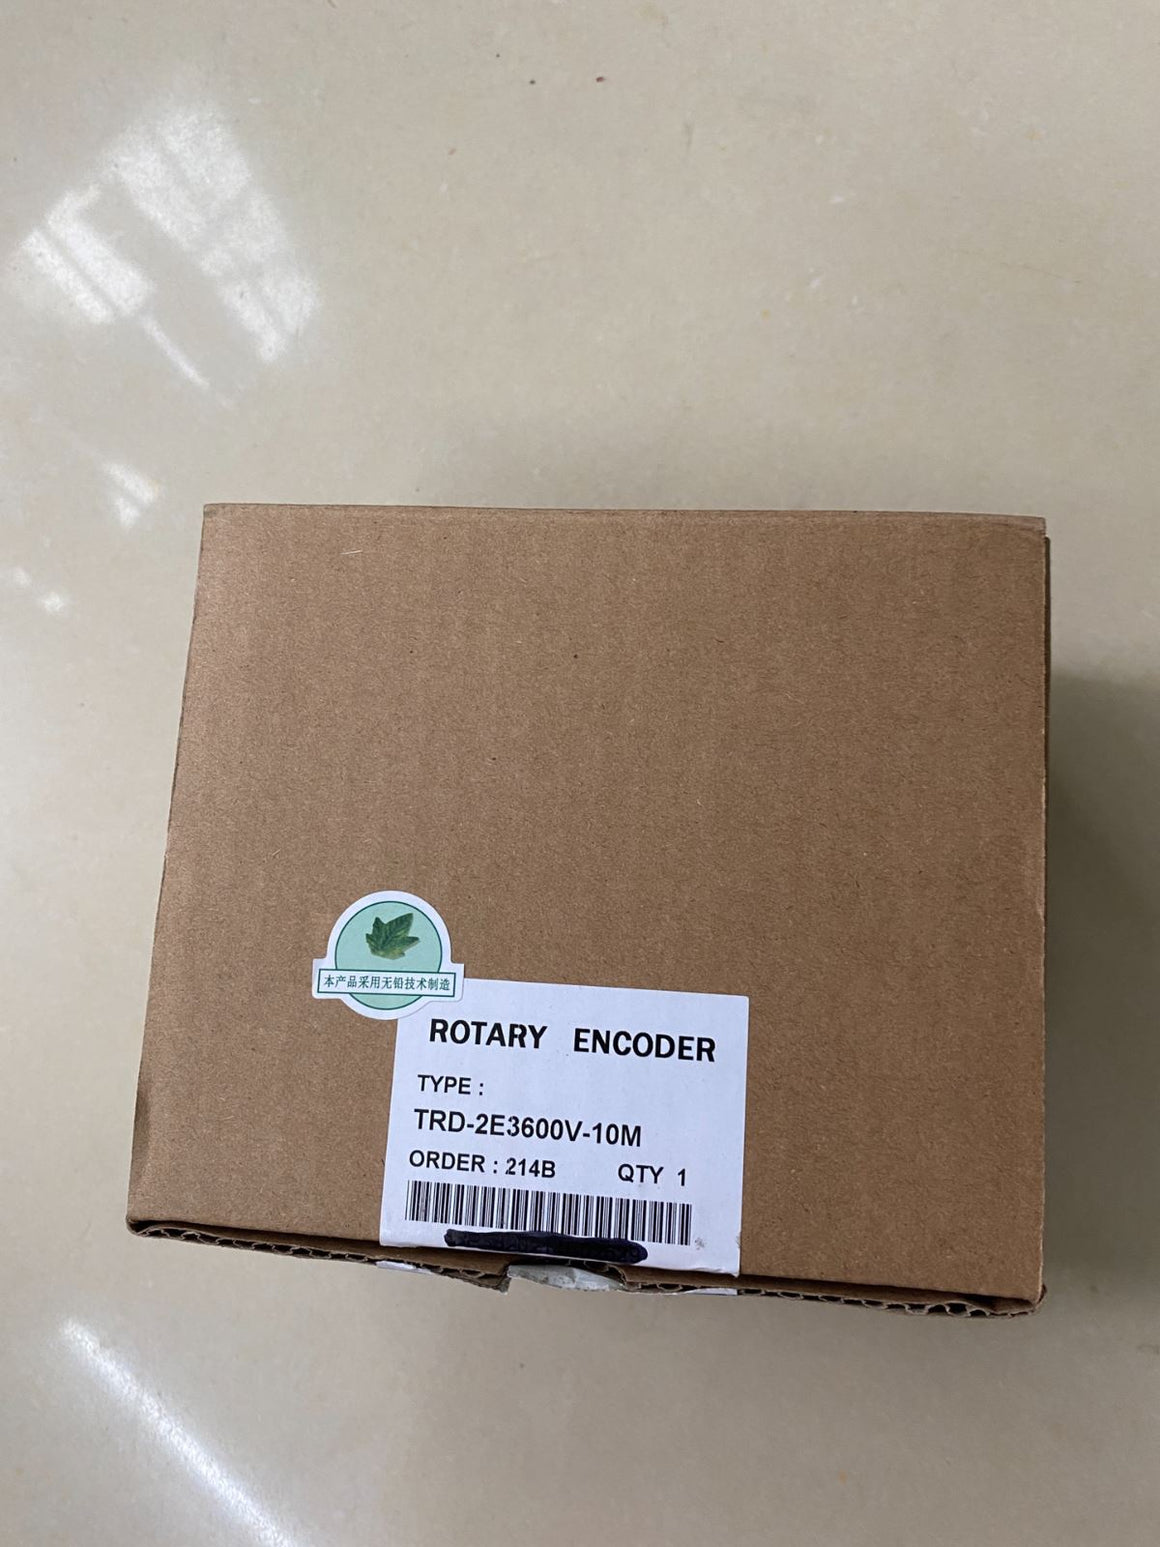 本产品采用无铅技术制造
ROTARY ENCODER
TYPE :
TRD-2E3600V-10M
ORDER : 214B QTY 1